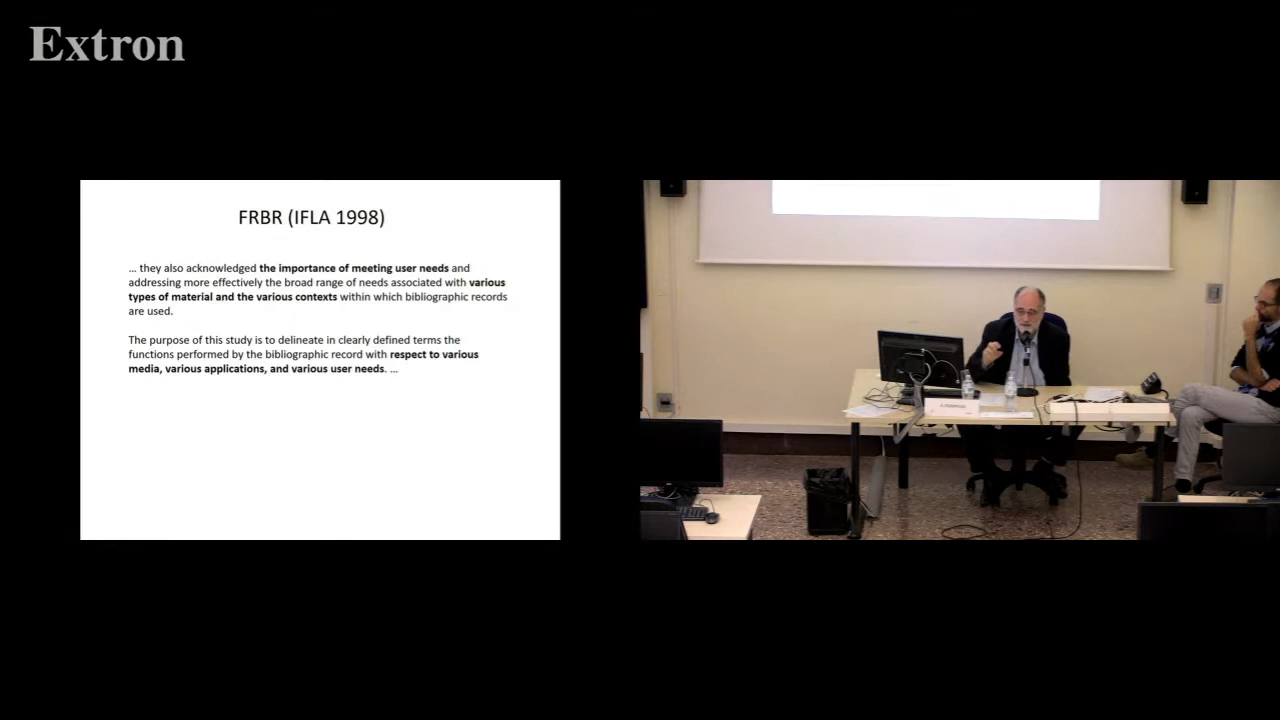 Extron
FRBR (IFLA 1998)
… they also acknowledged the importance of meeting user needs and
addressing more effectively the broad range of needs associated with various
types of material and the various contexts within which bibliographic records
are used.
The purpose of this study is to delineate in clearly defined terms the
functions performed by the bibliographic record with respect to various
media, various applications, and various user needs. …